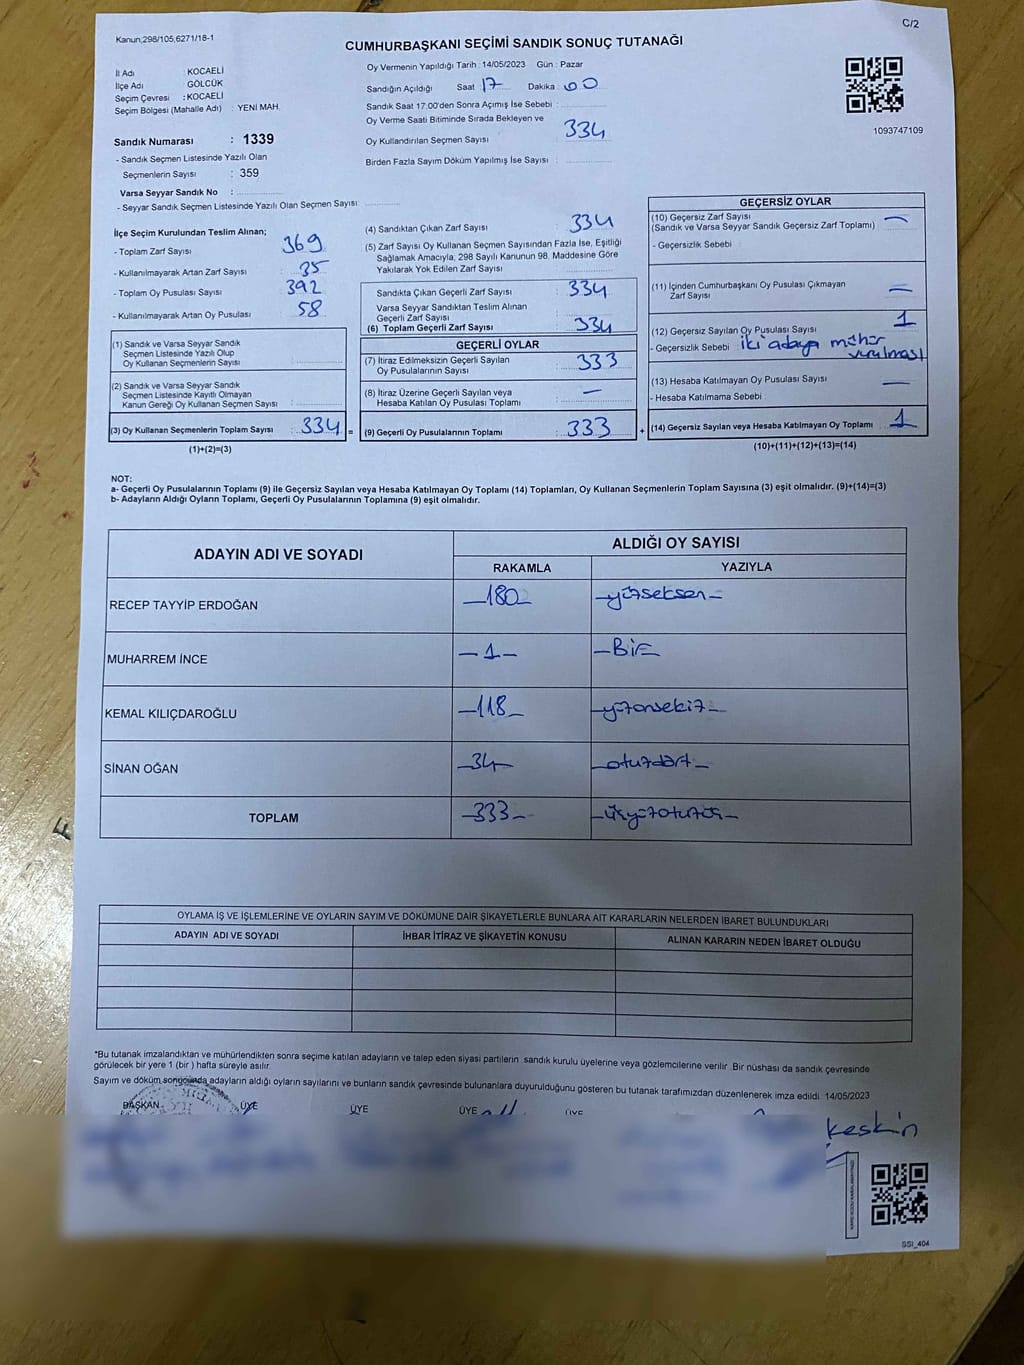 C/2
Kanun,298/105,6271/18-1
CUMHURBAŞKANI SEÇİMİ SANDIK SONUÇ TUTANAĞI
İl Adı : KOCAELİ
İlçe Adı : GÖLCÜK
Seçim Çevresi : KOCAELİ
Seçim Bölgesi (Mahalle Adı) : YENİ MAH.
Oy Vermenin Yapıldığı Tarih : 14/05/2023 Gün : Pazar
Sandığın Açıldığı Saat 17 Dakika 00
Sandık Saat 17:00'den Sonra Açımış İse Sebebi :
Oy Verme Saati Bitiminde Sırada Bekleyen ve
Oy Kullandırılan Seçmen Sayısı : 334
Birden Fazla Sayım Döküm Yapılmış İse Sayısı :
1093747109
Sandık Numarası : 1339
- Sandık Seçmen Listesinde Yazılı Olan
Seçmenlerin Sayısı : 359
Varsa Seyyar Sandık No :
- Seyyar Sandık Seçmen Listesinde Yazılı Olan Seçmen Sayısı:
İlçe Seçim Kurulundan Teslim Alınan;
- Toplam Zarf Sayısı : 369
- Kullanılmayarak Artan Zarf Sayısı : 35
- Toplam Oy Pusulası Sayısı : 392
- Kullanılmayarak Artan Oy Pusulası : 58
(1) Sandık ve Varsa Seyyar Sandık
Seçmen Listesinde Yazılı Olup
Oy Kullanan Seçmenlerin Sayısı :
(2) Sandık ve Varsa Seyyar Sandık
Seçmen Listesinde Kayıtlı Olmayan
Kanun Gereği Oy Kullanan Seçmen Sayısı :
(3) Oy Kullanan Seçmenlerin Toplam Sayısı : 334 =
(1)+(2)=(3)
(4) Sandıktan Çıkan Zarf Sayısı : 334
(5) Zarf Sayısı Oy Kullanan Seçmen Sayısından Fazla İse, Eşitliği
Sağlamak Amacıyla, 298 Sayılı Kanunun 98. Maddesine Göre
Yakılarak Yok Edilen Zarf Sayısı :
Sandıkta Çıkan Geçerli Zarf Sayısı : 334
Varsa Seyyar Sandıktan Teslim Alınan
Geçerli Zarf Sayısı :
(6) Toplam Geçerli Zarf Sayısı : 334
GEÇERLİ OYLAR
(7) İtiraz Edilmeksizin Geçerli Sayılan
Oy Pusulalarının Sayısı : 333
(8) İtiraz Üzerine Geçerli Sayılan veya
Hesaba Katılan Oy Pusulası Toplamı : —
(9) Geçerli Oy Pusulalarının Toplamı : 333 +
GEÇERSİZ OYLAR
(10) Geçersiz Zarf Sayısı : —
(Sandık ve Varsa Seyyar Sandık Geçersiz Zarf Toplamı)
- Geçersizlik Sebebi :
(11) İçinden Cumhurbaşkanı Oy Pusulası Çıkmayan
Zarf Sayısı : —
(12) Geçersiz Sayılan Oy Pusulası Sayısı : 1
- Geçersizlik Sebebi : iki adaya mühür
vurulması
(13) Hesaba Katılmayan Oy Pusulası Sayısı : —
- Hesaba Katılmama Sebebi :
(14) Geçersiz Sayılan veya Hesaba Katılmayan Oy Toplamı : 1
(10)+(11)+(12)+(13)=(14)
NOT:
a- Geçerli Oy Pusulalarının Toplamı (9) ile Geçersiz Sayılan veya Hesaba Katılmayan Oy Toplamı (14) Toplamları, Oy Kullanan Seçmenlerin Toplam Sayısına (3) eşit olmalıdır. (9)+(14)=(3)
b- Adayların Aldığı Oyların Toplamı, Geçerli Oy Pusulalarının Toplamına (9) eşit olmalıdır.
ADAYIN ADI VE SOYADI
ALDIĞI OY SAYISI
RAKAMLA YAZIYLA
RECEP TAYYİP ERDOĞAN -180- -yüzseksen-
MUHARREM İNCE -1- -Bir-
KEMAL KILIÇDAROĞLU -118- -yüzonsekiz-
SİNAN OĞAN -34- -otuzdört-
TOPLAM -333- -üçyüzotuzüç-
OYLAMA İŞ VE İŞLEMLERİNE VE OYLARIN SAYIM VE DÖKÜMÜNE DAİR ŞİKAYETLERLE BUNLARA AİT KARARLARIN NELERDEN İBARET BULUNDUKLARI
ADAYIN ADI VE SOYADI İHBAR İTİRAZ VE ŞİKAYETİN KONUSU ALINAN KARARIN NEDEN İBARET OLDUĞU
*Bu tutanak imzalandıktan ve mühürlendikten sonra seçime katılan adayların ve talep eden siyasi partilerin sandık kurulu üyelerine veya gözlemcilerine verilir. Bir nüshası da sandık çevresinde
görülecek bir yere 1 (bir ) hafta süreyle asılır.
Sayım ve döküm sonucunda adayların aldığı oyların sayılarını ve bunların sandık çevresinde bulunanlara duyurulduğunu gösteren bu tutanak tarafımızdan düzenlenerek imza edildi. 14/05/2023
BAŞKAN ÜYE ÜYE ÜYE ÜYE
keskin
SSI_404